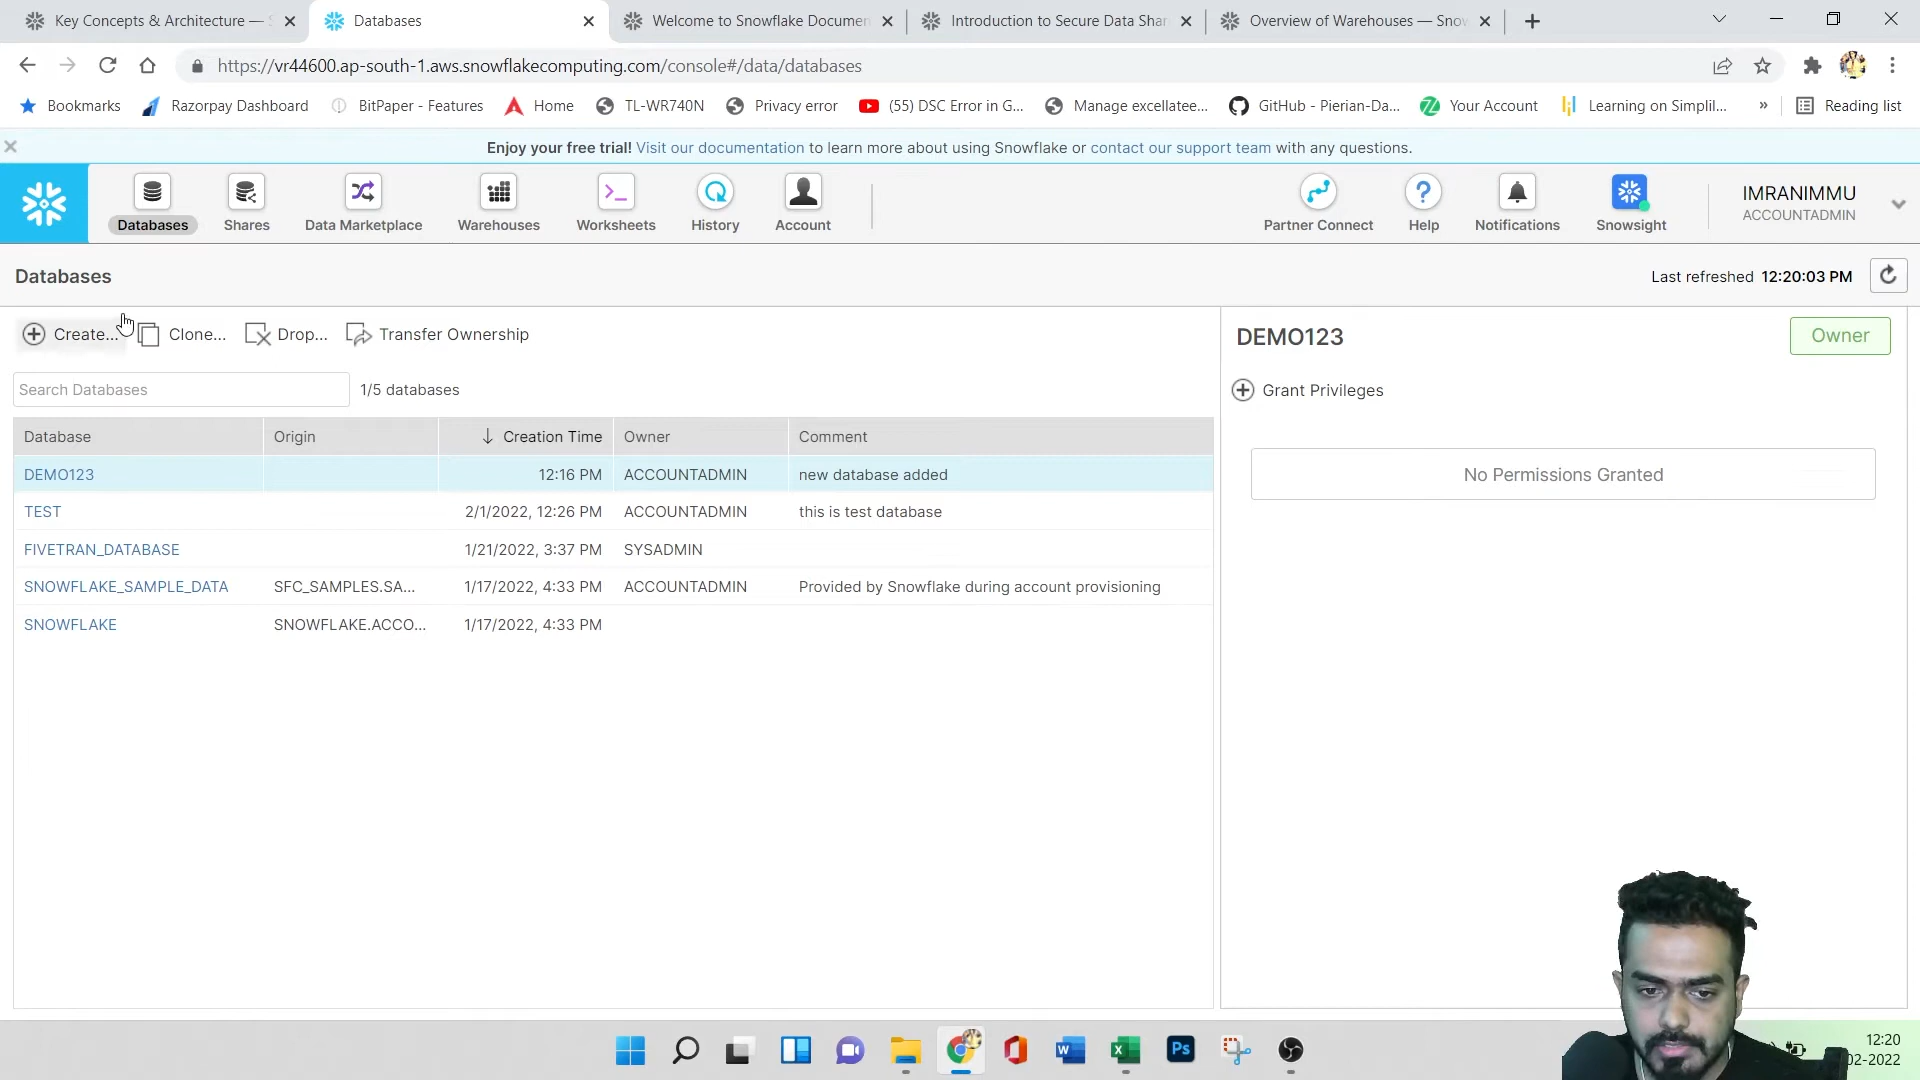 Key Concepts & Architecture — S
Databases
Welcome to Snowflake Documen
Introduction to Secure Data Shar
Overview of Warehouses — Snow
https://vr44600.ap-south-1.aws.snowflakecomputing.com/console#/data/databases
Bookmarks
Razorpay Dashboard
BitPaper - Features
Home
TL-WR740N
Privacy error
(55) DSC Error in G...
Manage excellatee...
GitHub - Pierian-Da...
Your Account
Learning on Simplil...
»
Reading list
Enjoy your free trial! Visit our documentation to learn more about using Snowflake or contact our support team with any questions.
Databases
Shares
Data Marketplace
Warehouses
Worksheets
History
Account
Partner Connect
Help
Notifications
Snowsight
IMRANIMMU
ACCOUNTADMIN
Databases
Last refreshed 12:20:03 PM
Create...
Clone...
Drop...
Transfer Ownership
Search Databases
1/5 databases
Database Origin Creation Time Owner Comment
DEMO123 12:16 PM ACCOUNTADMIN new database added
TEST 2/1/2022, 12:26 PM ACCOUNTADMIN this is test database
FIVETRAN_DATABASE 1/21/2022, 3:37 PM SYSADMIN
SNOWFLAKE_SAMPLE_DATA SFC_SAMPLES.SA... 1/17/2022, 4:33 PM ACCOUNTADMIN Provided by Snowflake during account provisioning
SNOWFLAKE SNOWFLAKE.ACCO... 1/17/2022, 4:33 PM
DEMO123
Owner
Grant Privileges
No Permissions Granted
W
X
Ps
12:20
02-2022